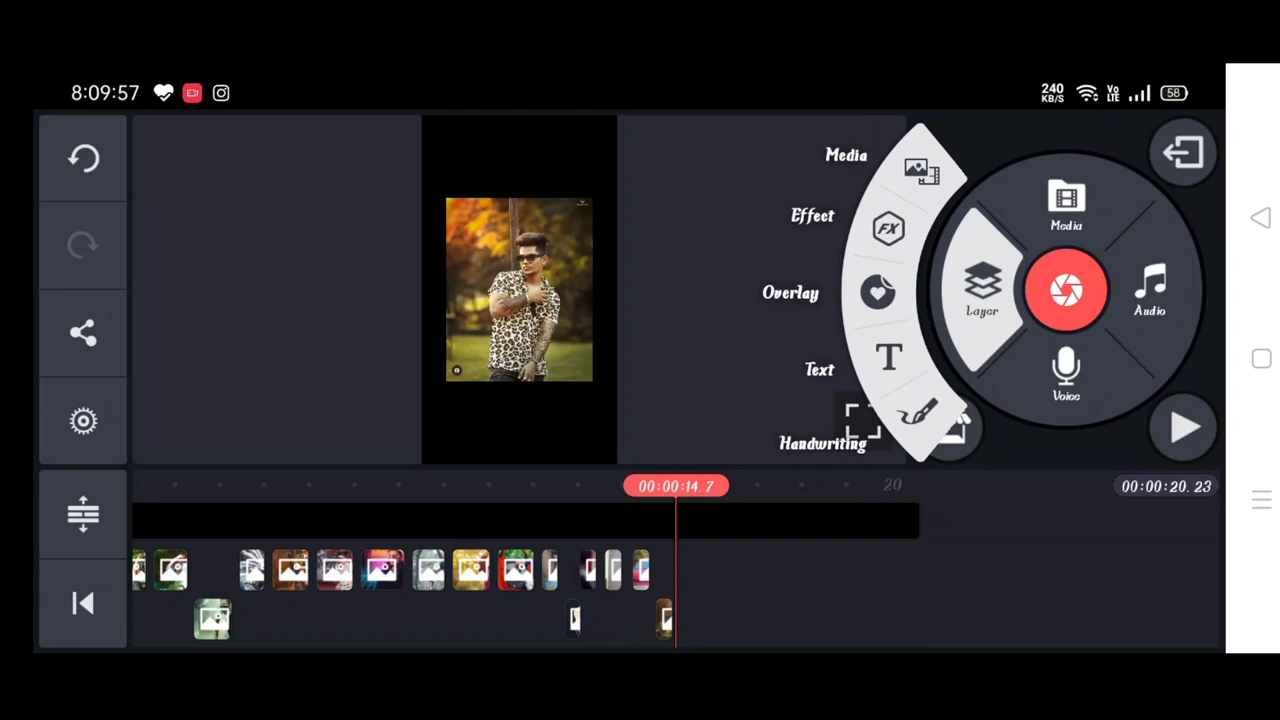 8:09:57
240
KB/S
Vo
LTE
58
Media
Effect
Overlay
Text
Handwriting
FX
T
Media
Layer
Audio
Voice
00:00:14.7
20
00:00:20.23